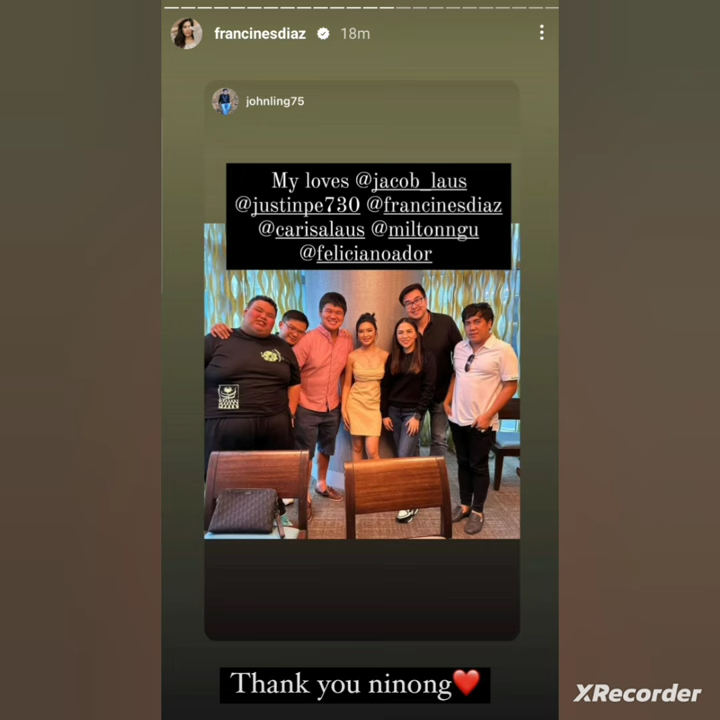 francinesdiaz 18m
johnling75
My loves @jacob_laus
@justinpe730 @francinesdiaz
@carisalaus @miltonngu
@felicianoador
Thank you ninong❤️
XRecorder